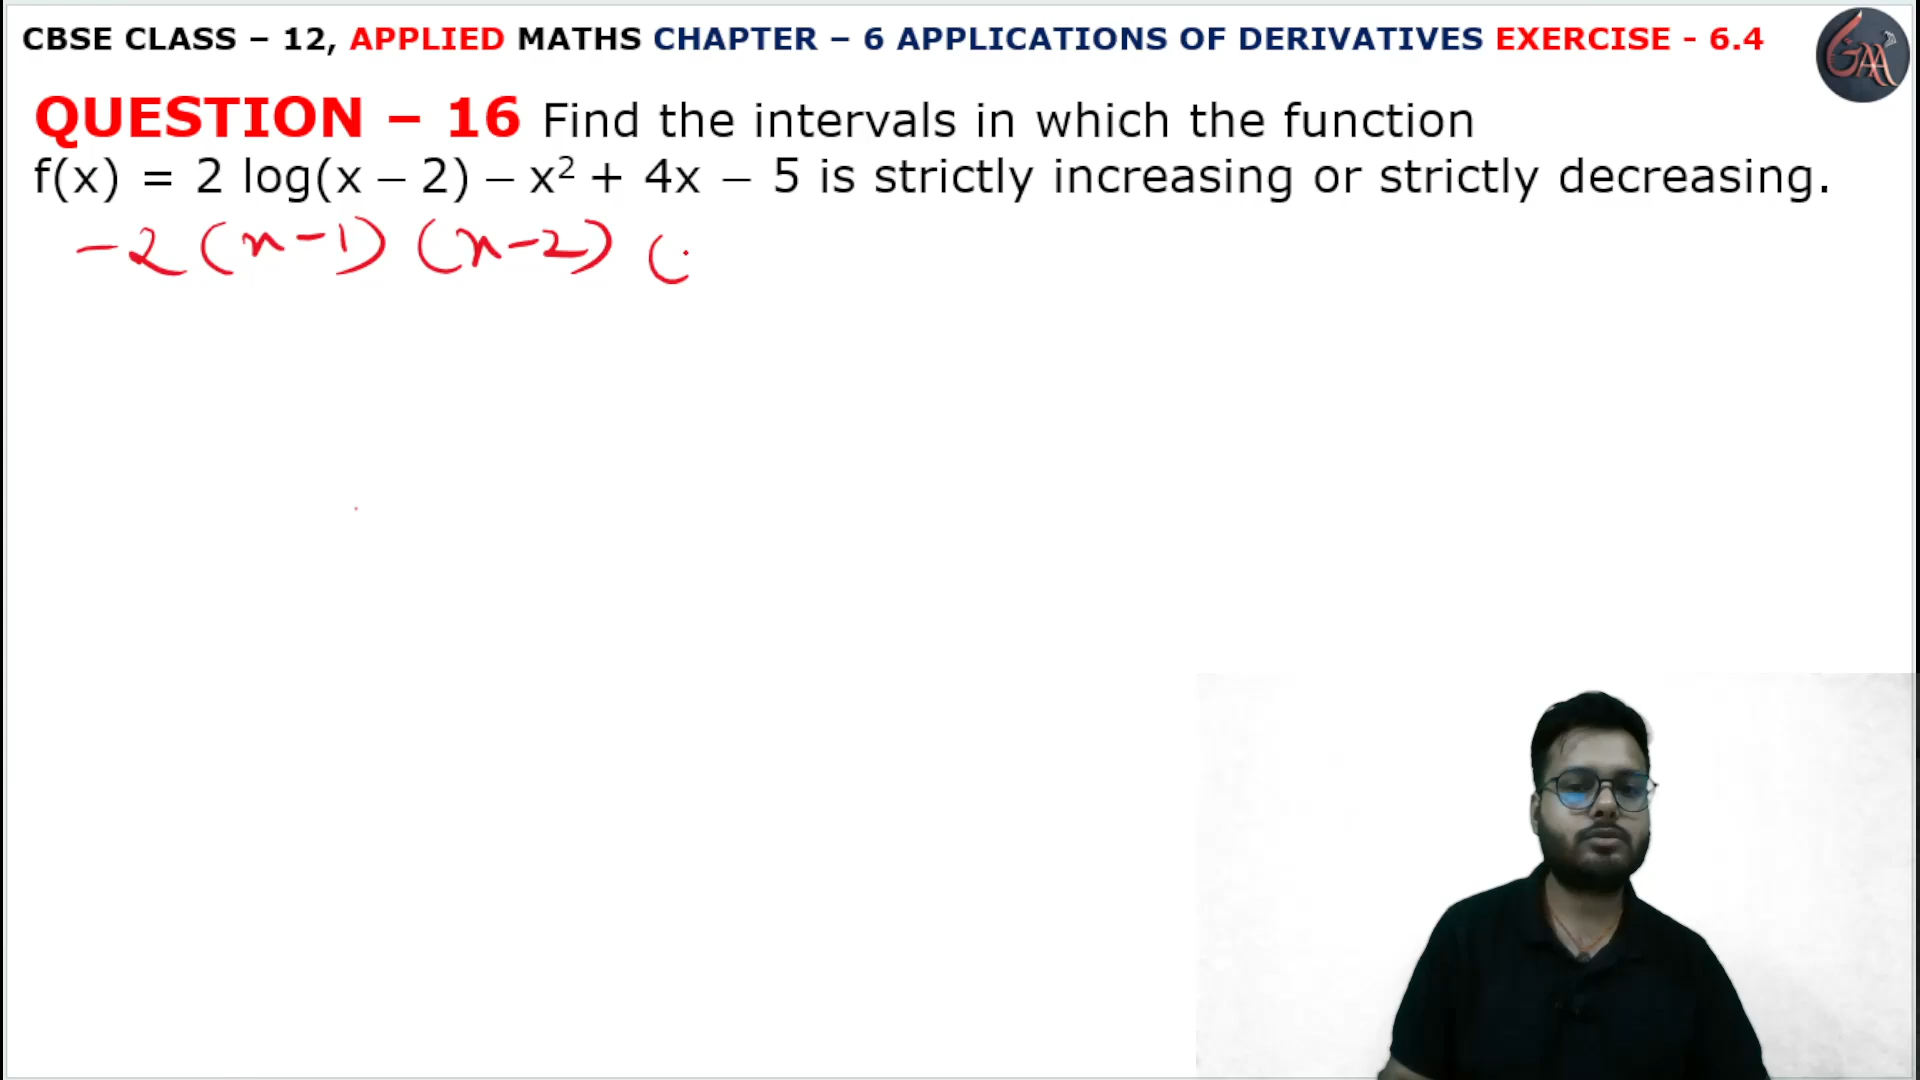 CBSE CLASS – 12, APPLIED MATHS CHAPTER – 6 APPLICATIONS OF DERIVATIVES EXERCISE - 6.4
QUESTION – 16 Find the intervals in which the function
f(x) = 2 log(x – 2) – x² + 4x – 5 is strictly increasing or strictly decreasing.
-2 (x-1) (x-2) (